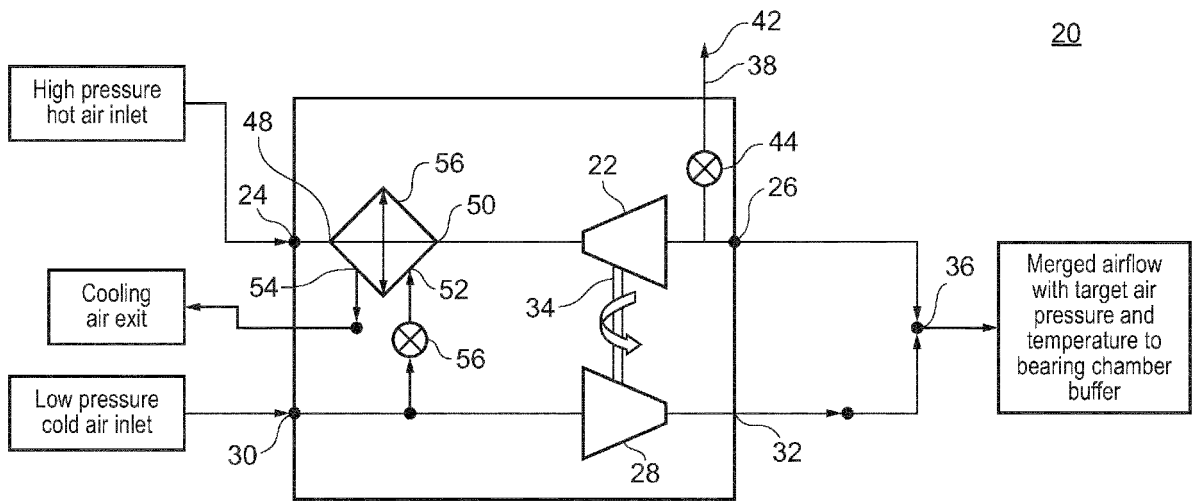 42
20
38
High pressure
hot air inlet
44
56
22
48
50
26
24
Merged airflow
with target air
pressure and
temperature to
bearing chamber
buffer
36
54
52
34
Cooling
air exit
56
Low pressure
cold air inlet
30
32
28